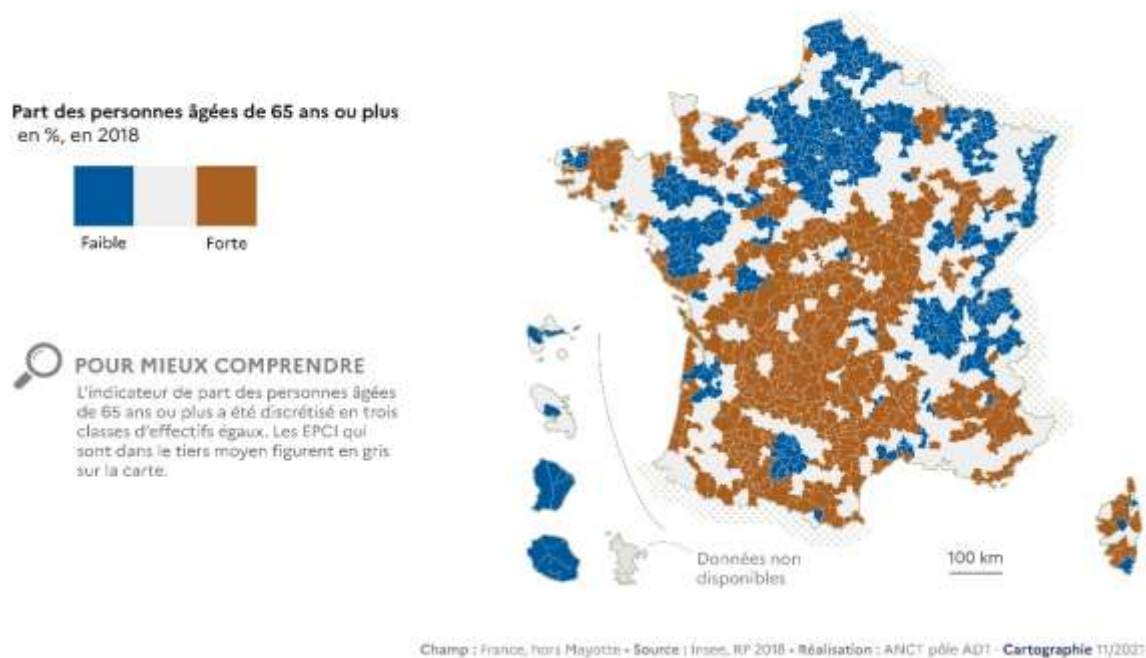 Part des personnes âgées de 65 ans ou plus
en %, en 2018
Faible
Forte
POUR MIEUX COMPRENDRE
L'indicateur de part des personnes âgées
de 65 ans ou plus a été discrétisé en trois
classes d'effectifs égaux. Les EPCI qui
sont dans le tiers moyen figurent en gris
sur la carte.
Données non
disponibles
100 km
Champ : France, hors Mayotte • Source : Insee, RP 2018 • Réalisation : ANCT pôle ADT - Cartographie 11/2021